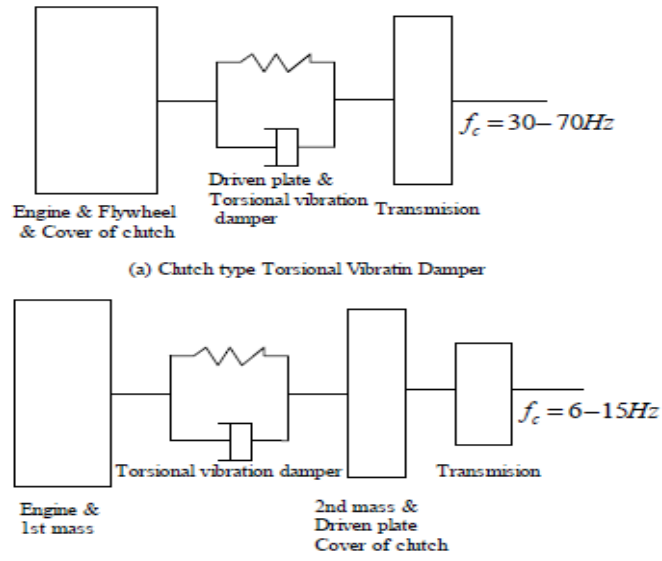 f_c = 30– 70Hz
Driven plate &
Torsional vibration
damper
Engine & Flywheel
& Cover of clutch
Transmision
(a) Clutch type Torsional Vibratin Damper
f_c = 6–15Hz
Torsional vibration damper
Transmision
Engine &
1st mass
2nd mass &
Driven plate
Cover of clutch